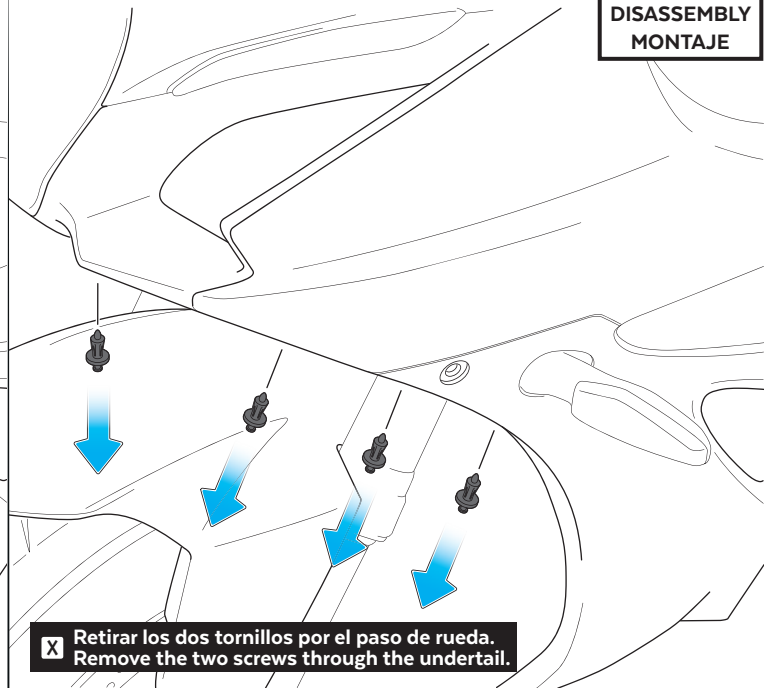 DISASSEMBLY
MONTAJE
X Retirar los dos tornillos por el paso de rueda.
Remove the two screws through the undertail.